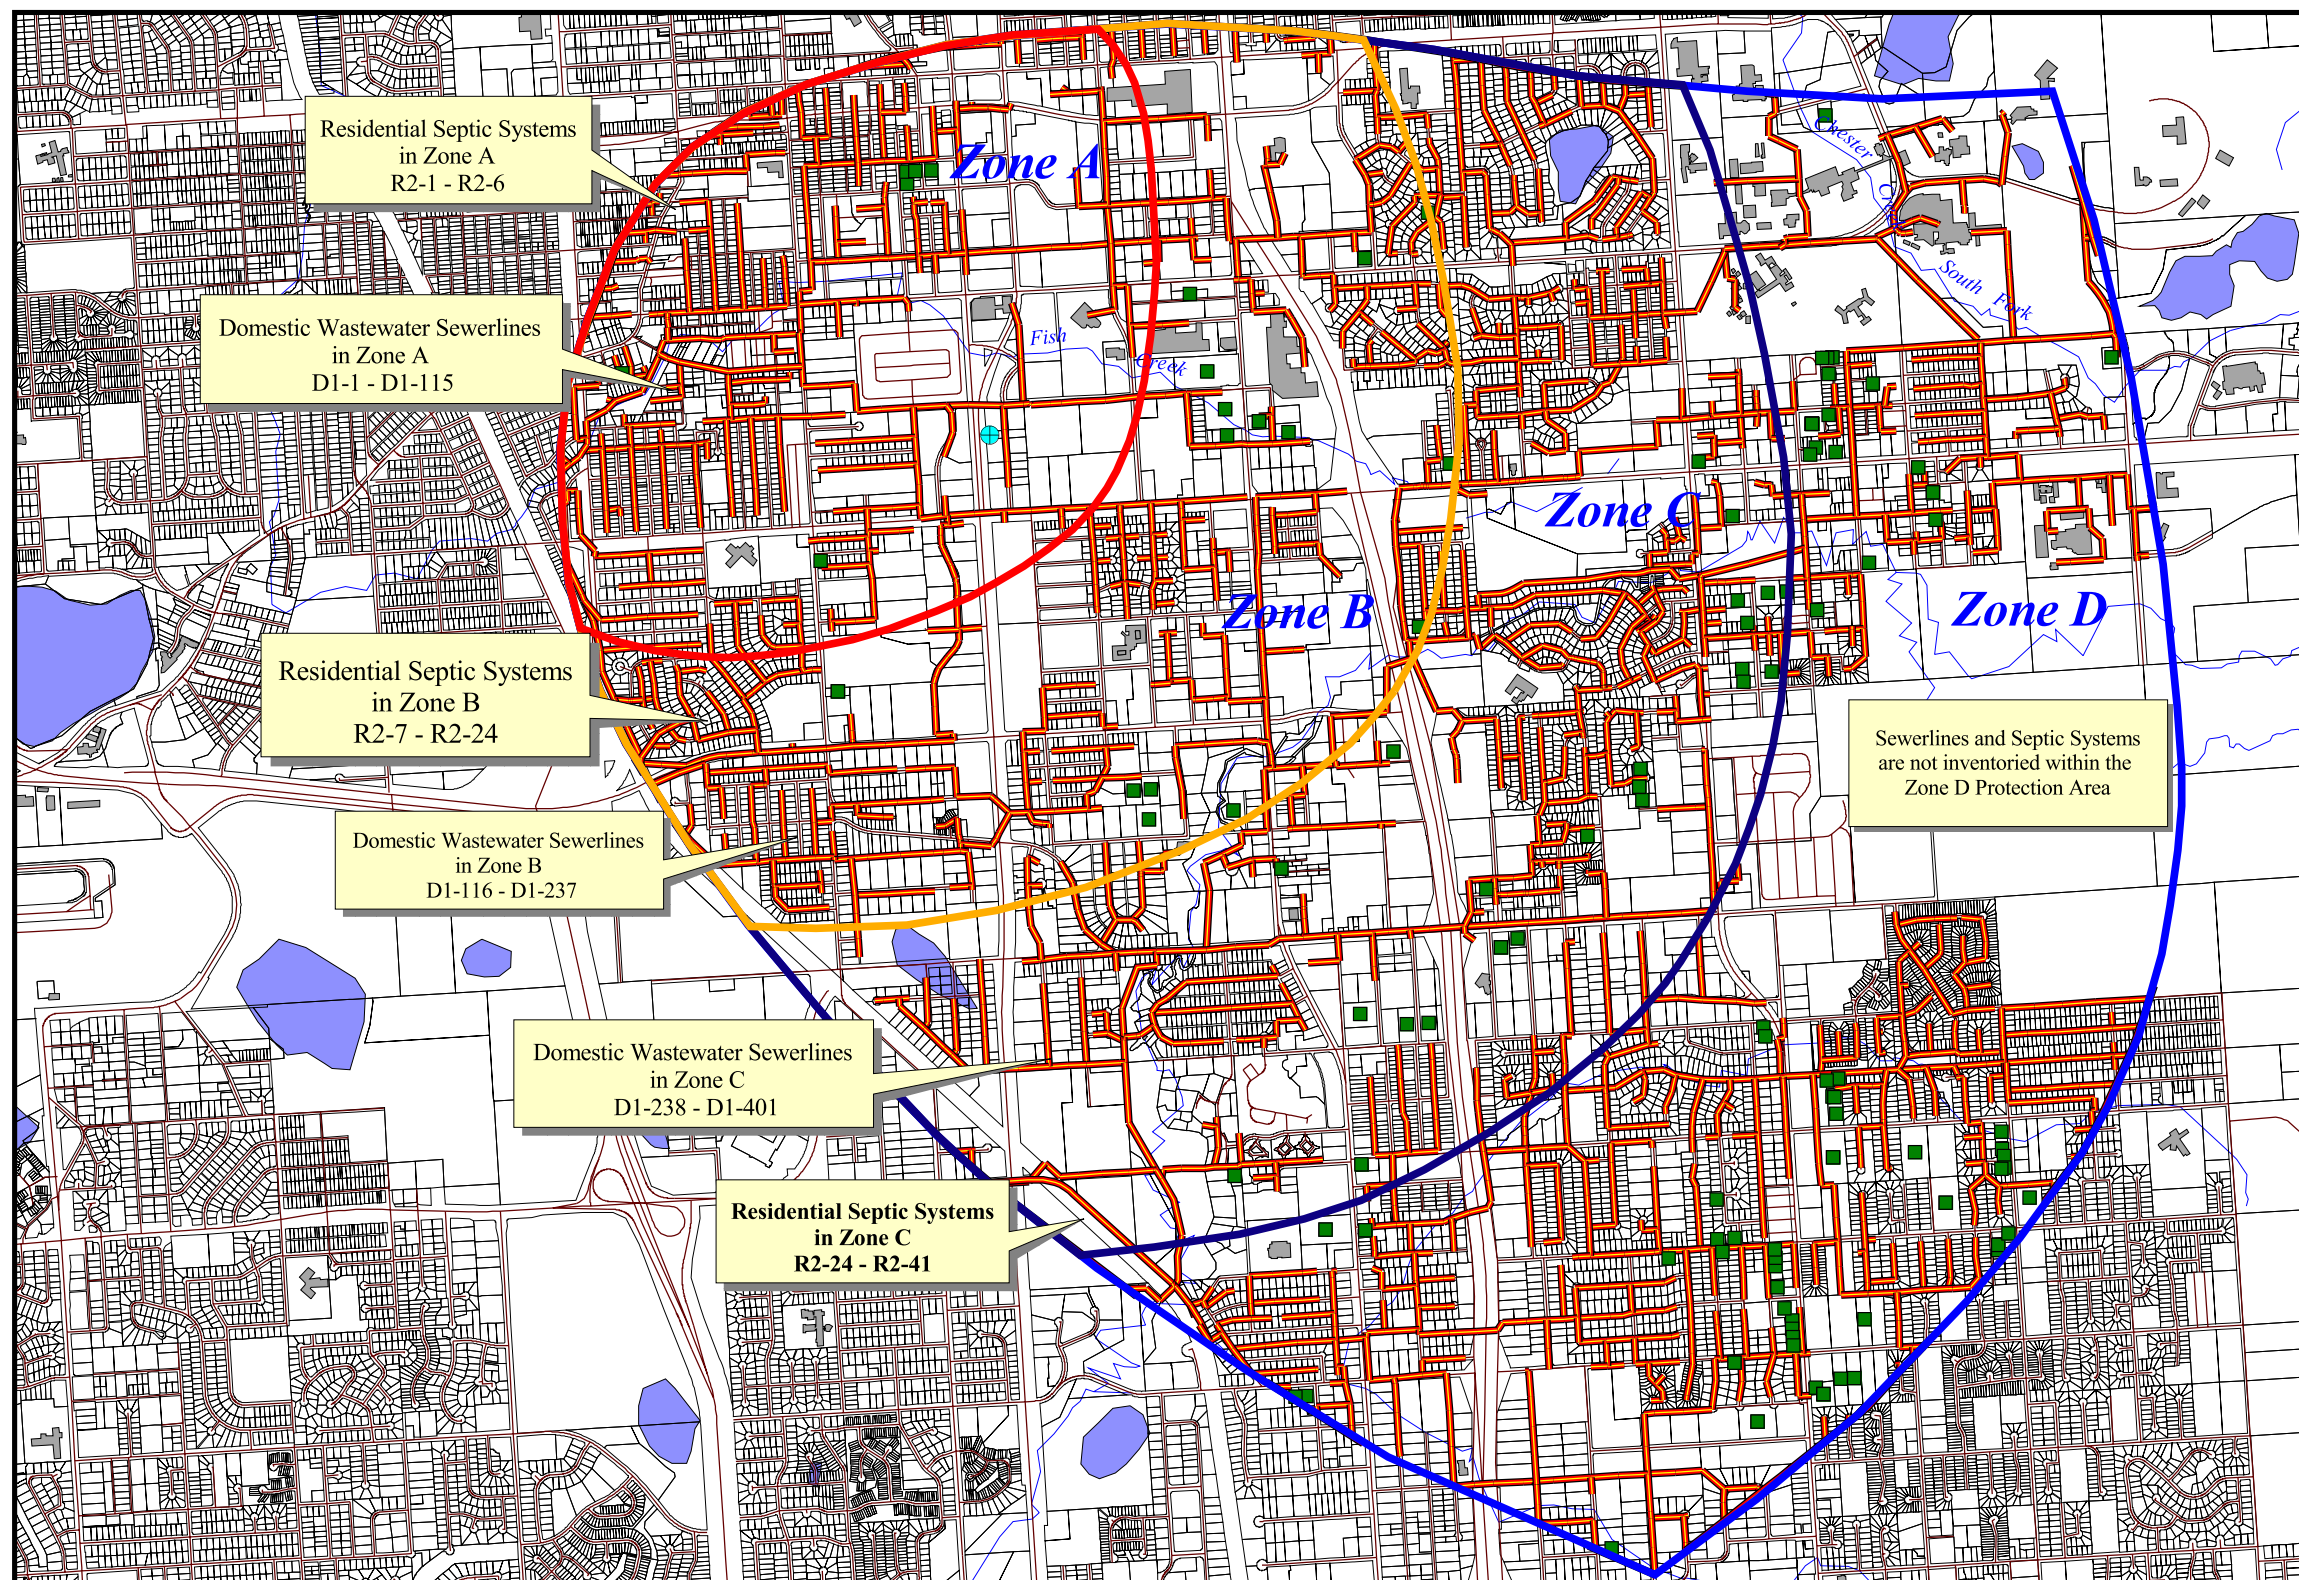 Residential Septic Systems
in Zone A
R2-1 - R2-6
Zone A
Chester
Creek
South Fork
Domestic Wastewater Sewerlines
in Zone A
D1-1 - D1-115
Fish
Creek
Zone C
Zone B
Zone D
Residential Septic Systems
in Zone B
R2-7 - R2-24
Sewerlines and Septic Systems
are not inventoried within the
Zone D Protection Area
Domestic Wastewater Sewerlines
in Zone B
D1-116 - D1-237
Domestic Wastewater Sewerlines
in Zone C
D1-238 - D1-401
Residential Septic Systems
in Zone C
R2-24 - R2-41